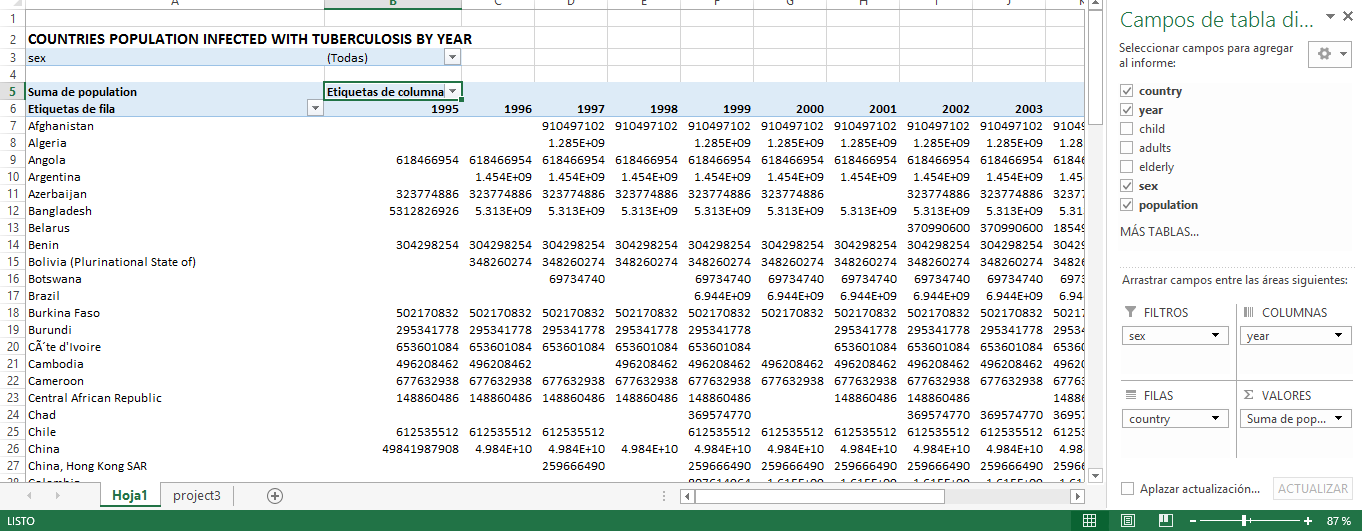 A B C D E F G H I J K
1
2 COUNTRIES POPULATION INFECTED WITH TUBERCULOSIS BY YEAR
3 sex (Todas)
4
5 Suma de population Etiquetas de columna
6 Etiquetas de fila 1995 1996 1997 1998 1999 2000 2001 2002 2003
7 Afghanistan 910497102 910497102 910497102 910497102 910497102 910497102 910497102 9104
8 Algeria 1.285E+09 1.285E+09 1.285E+09 1.285E+09 1.285E+09 1.285E+09 1.28
9 Angola 618466954 618466954 618466954 618466954 618466954 618466954 618466954 618466954 618466954 6184
10 Argentina 1.454E+09 1.454E+09 1.454E+09 1.454E+09 1.454E+09 1.454E+09 1.454E+09 1.454E+09 1.45
11 Azerbaijan 323774886 323774886 323774886 323774886 323774886 323774886 323774886 323774886 3237
12 Bangladesh 5312826926 5.313E+09 5.313E+09 5.313E+09 5.313E+09 5.313E+09 5.313E+09 5.313E+09 5.313E+09 5.31
13 Belarus 370990600 370990600 1854
14 Benin 304298254 304298254 304298254 304298254 304298254 304298254 304298254 304298254 304298254 3042
15 Bolivia (Plurinational State of) 348260274 348260274 348260274 348260274 348260274 348260274 348260274 348260274 3482
16 Botswana 69734740 69734740 69734740 69734740 69734740 69734740 6973
17 Brazil 6.944E+09 6.944E+09 6.944E+09 6.944E+09 6.944E+09 6.94
18 Burkina Faso 502170832 502170832 502170832 502170832 502170832 502170832 502170832 502170832 502170832 5021
19 Burundi 295341778 295341778 295341778 295341778 295341778 295341778 295341778 295341778 2953
20 CÃ´te d'Ivoire 653601084 653601084 653601084 653601084 653601084 653601084 653601084 653601084 6536
21 Cambodia 496208462 496208462 496208462 496208462 496208462 496208462 496208462 496208462 4962
22 Cameroon 677632938 677632938 677632938 677632938 677632938 677632938 677632938 677632938 677632938 6776
23 Central African Republic 148860486 148860486 148860486 148860486 148860486 148860486 148860486 1488
24 Chad 369574770 369574770 369574770 3695
25 Chile 612535512 612535512 612535512 612535512 612535512 612535512 612535512 612535512 6125
26 China 49841987908 4.984E+10 4.984E+10 4.984E+10 4.984E+10 4.984E+10 4.984E+10 4.984E+10 4.984E+10 4.98
27 China, Hong Kong SAR 259666490 259666490 259666490 259666490 259666490 259666490 2596
Hoja1 project3
LISTO
87 %
Campos de tabla di...
Seleccionar campos para agregar
al informe:
country
year
child
adults
elderly
sex
population
MÁS TABLAS...
Arrastrar campos entre las áreas siguientes:
FILTROS COLUMNAS
sex year
FILAS VALORES
country Suma de pop...
Aplazar actualización... ACTUALIZAR